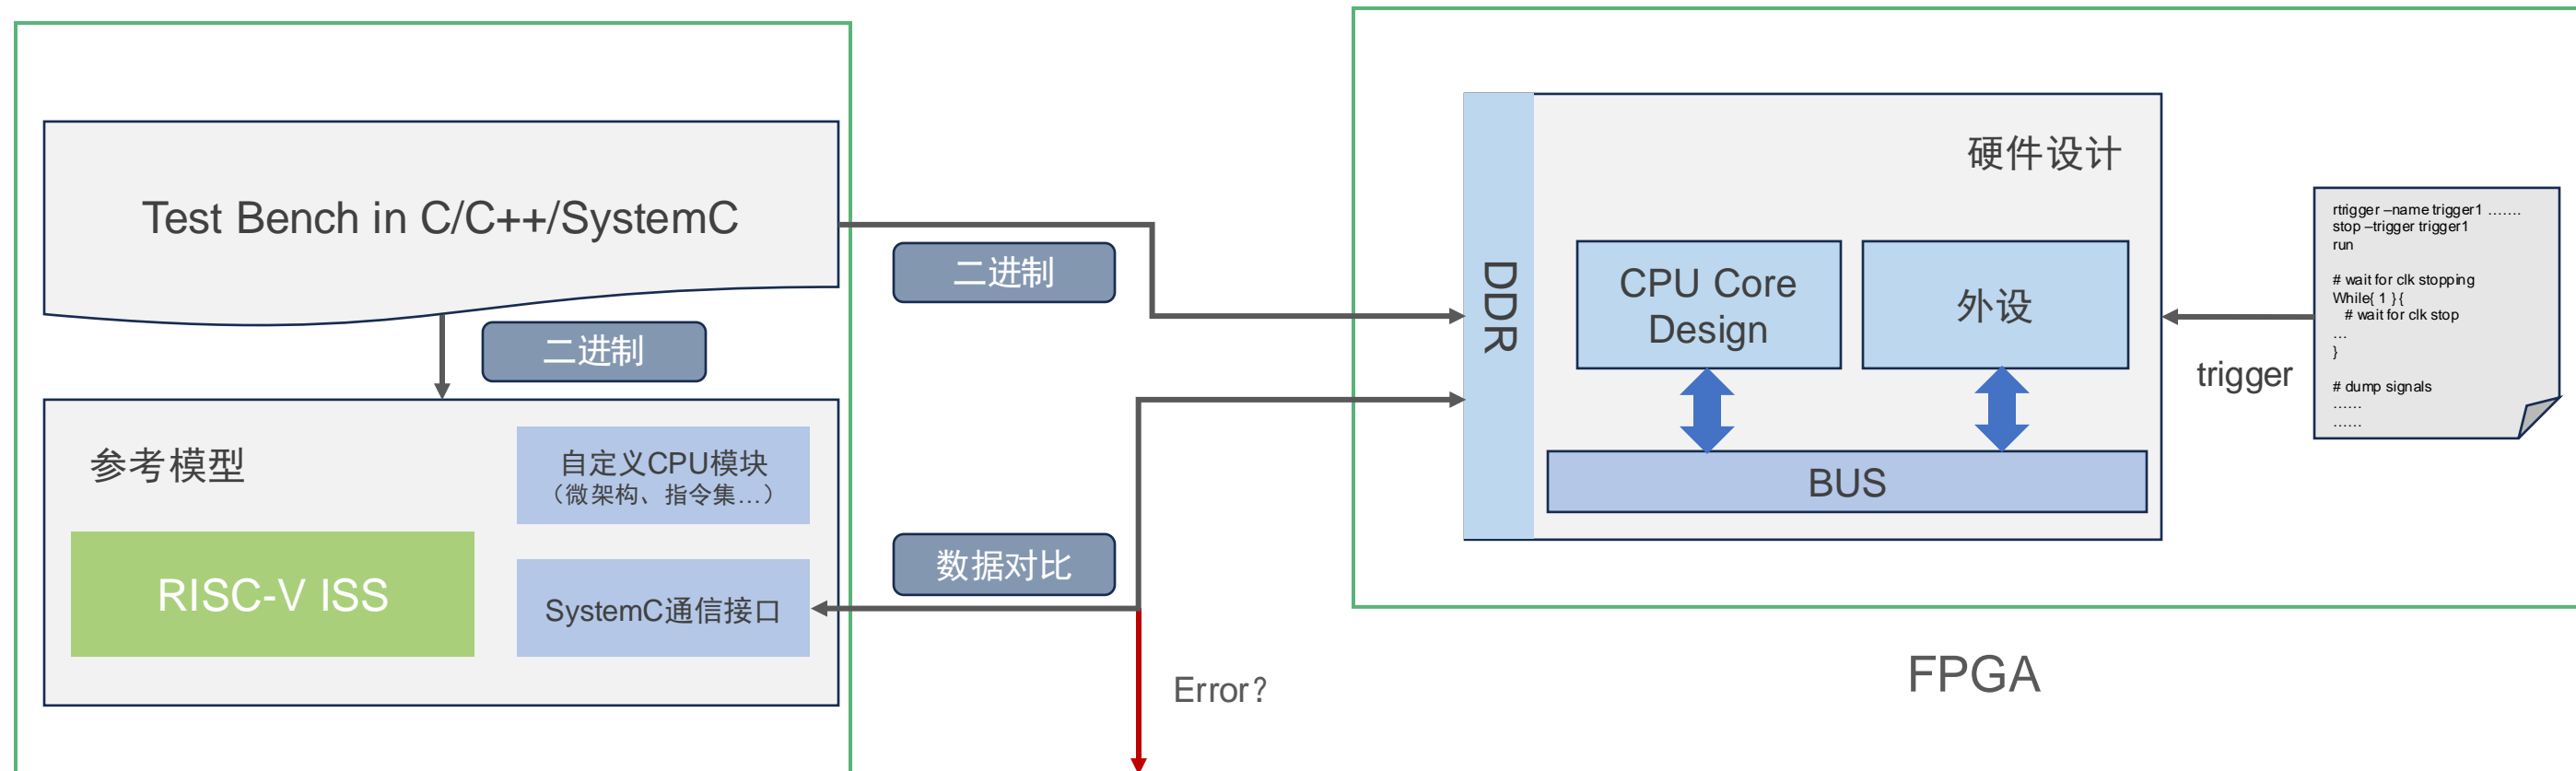 Test Bench in C/C++/SystemC
二进制
参考模型
自定义CPU模块
（微架构、指令集…）
RISC-V ISS
SystemC通信接口
二进制
数据对比
Error?
DDR
硬件设计
CPU Core
Design
外设
BUS
FPGA
trigger
rtrigger –name trigger1 …….
stop –trigger trigger1
run
# wait for clk stopping
While{ 1 } {
# wait for clk stop
…
}
# dump signals
……
……